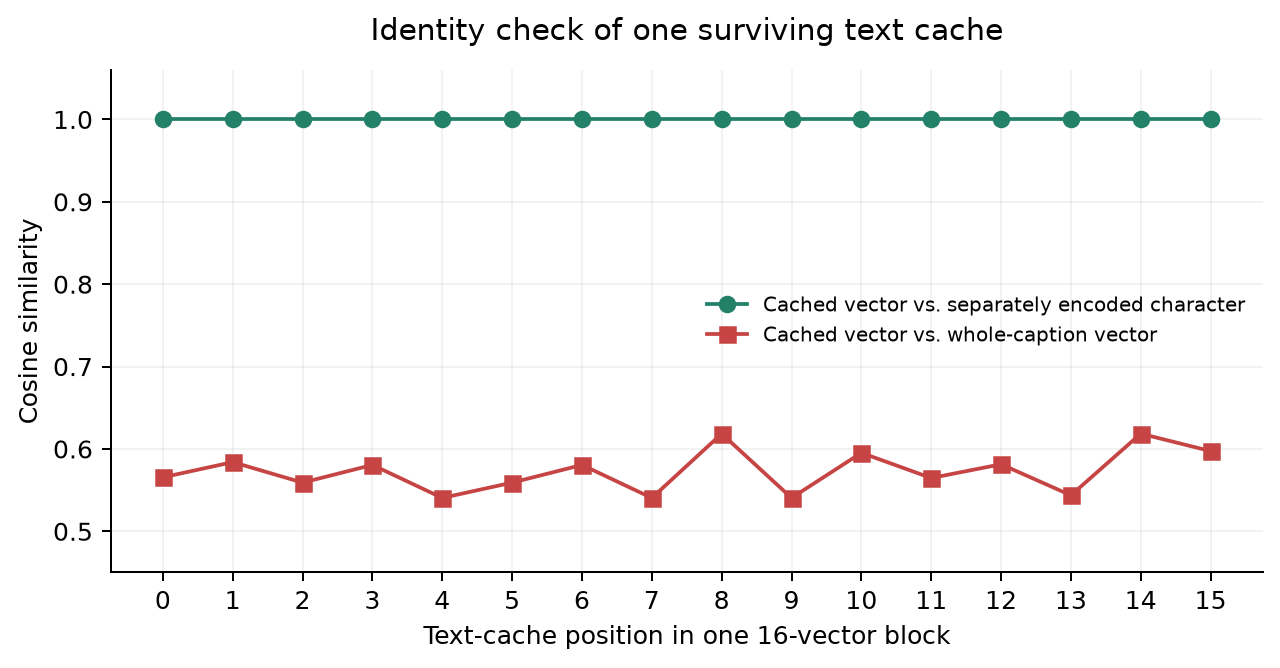 Identity check of one surviving text cache
Cosine similarity
1.0
0.9
0.8
0.7
0.6
0.5
Cached vector vs. separately encoded character
Cached vector vs. whole-caption vector
0 1 2 3 4 5 6 7 8 9 10 11 12 13 14 15
Text-cache position in one 16-vector block